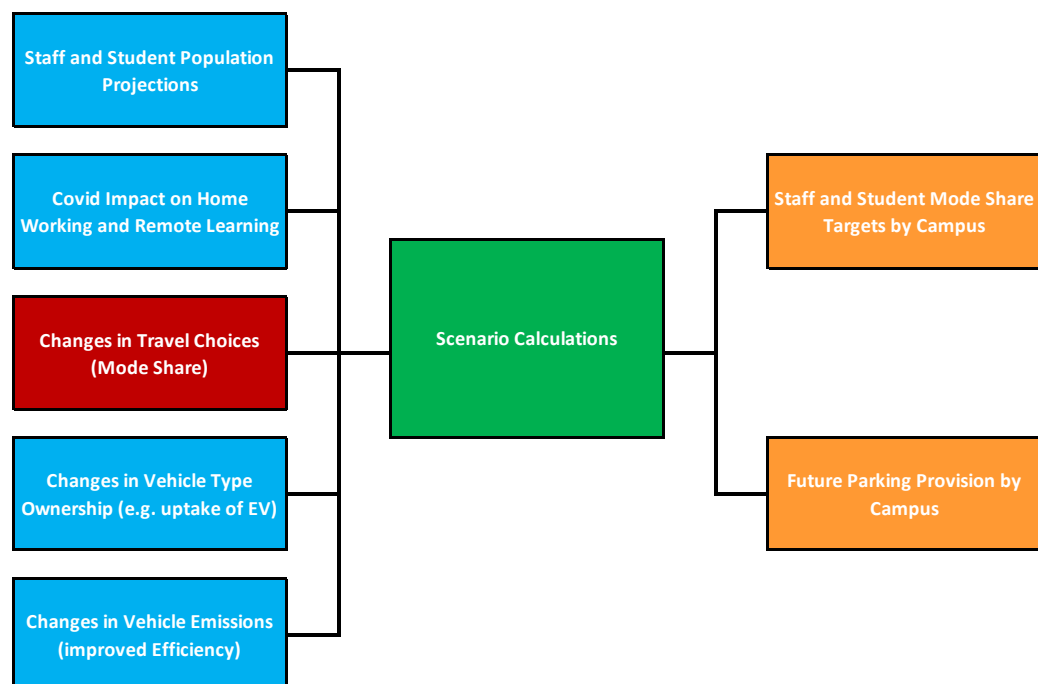 Staff and Student Population
Projections
Covid Impact on Home
Working and Remote Learning
Changes in Travel Choices
(Mode Share)
Changes in Vehicle Type
Ownership (e.g. uptake of EV)
Changes in Vehicle Emissions
(improved Efficiency)
Scenario Calculations
Staff and Student Mode Share
Targets by Campus
Future Parking Provision by
Campus